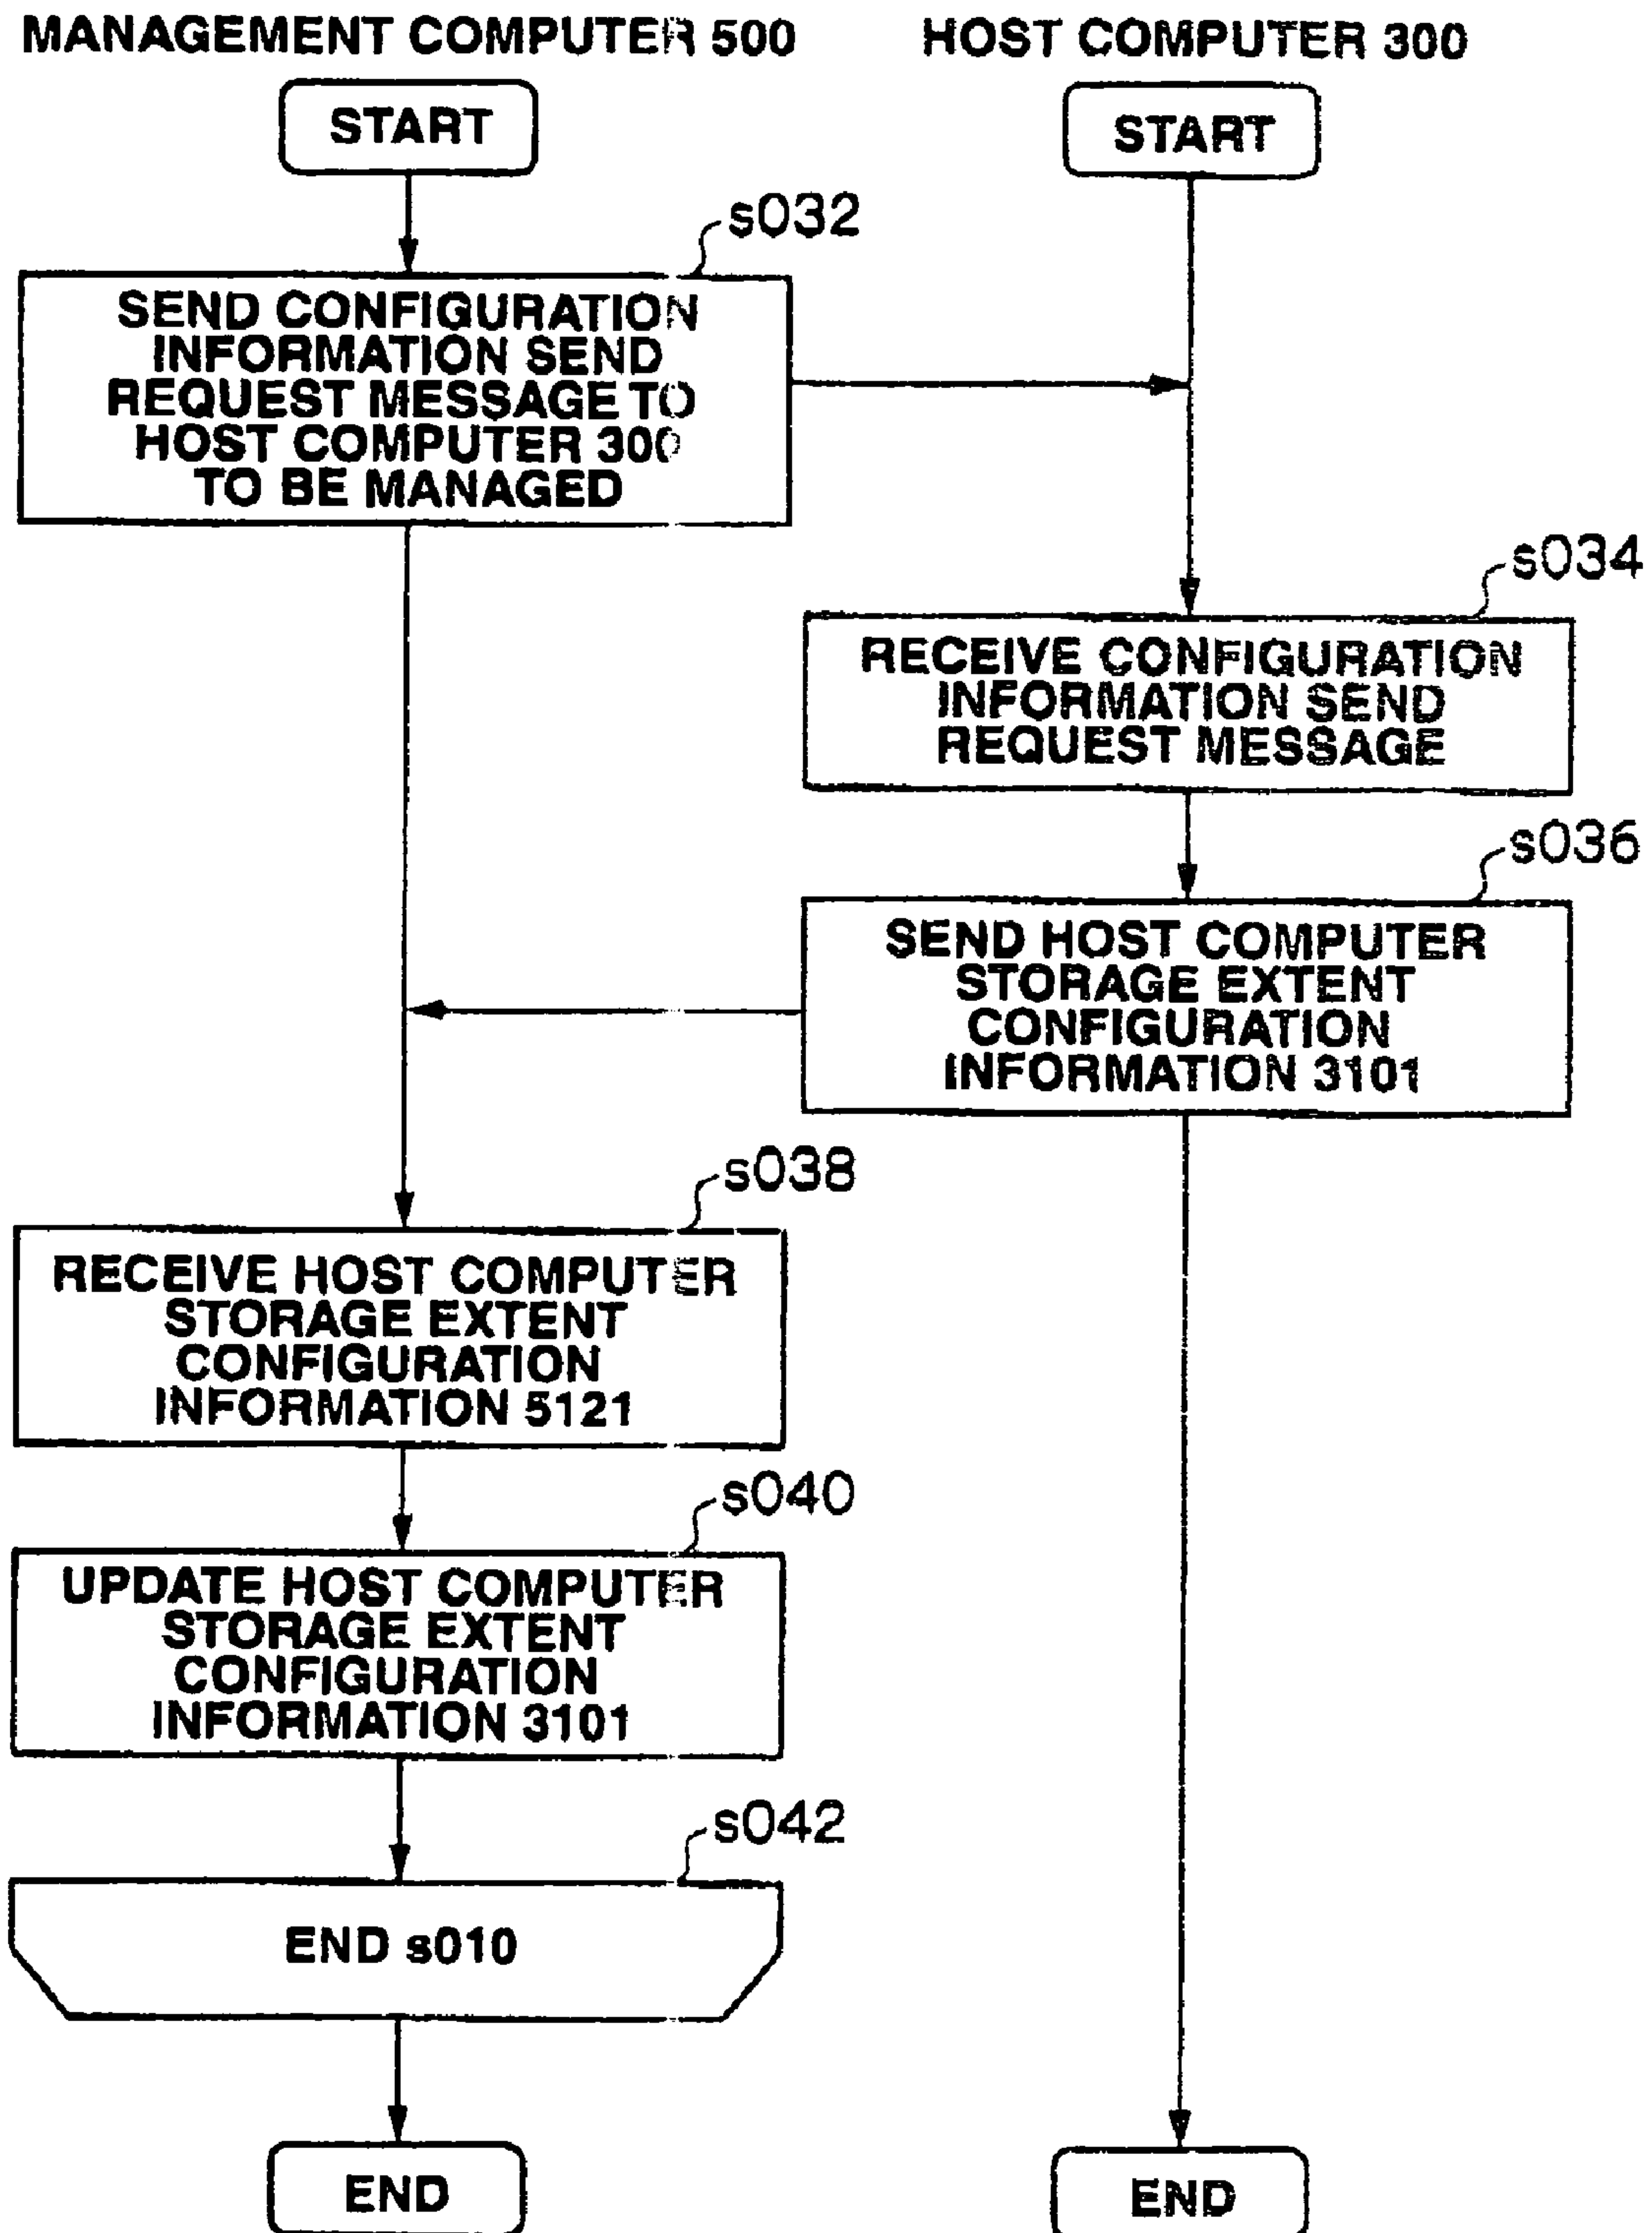 MANAGEMENT COMPUTER 500
HOST COMPUTER 300
START
START
s032
SEND CONFIGURATION
INFORMATION SEND
REQUEST MESSAGE TO
HOST COMPUTER 300
TO BE MANAGED
s034
RECEIVE CONFIGURATION
INFORMATION SEND
REQUEST MESSAGE
s036
SEND HOST COMPUTER
STORAGE EXTENT
CONFIGURATION
INFORMATION 3101
s038
RECEIVE HOST COMPUTER
STORAGE EXTENT
CONFIGURATION
INFORMATION 5121
s040
UPDATE HOST COMPUTER
STORAGE EXTENT
CONFIGURATION
INFORMATION 3101
s042
END s010
END
END